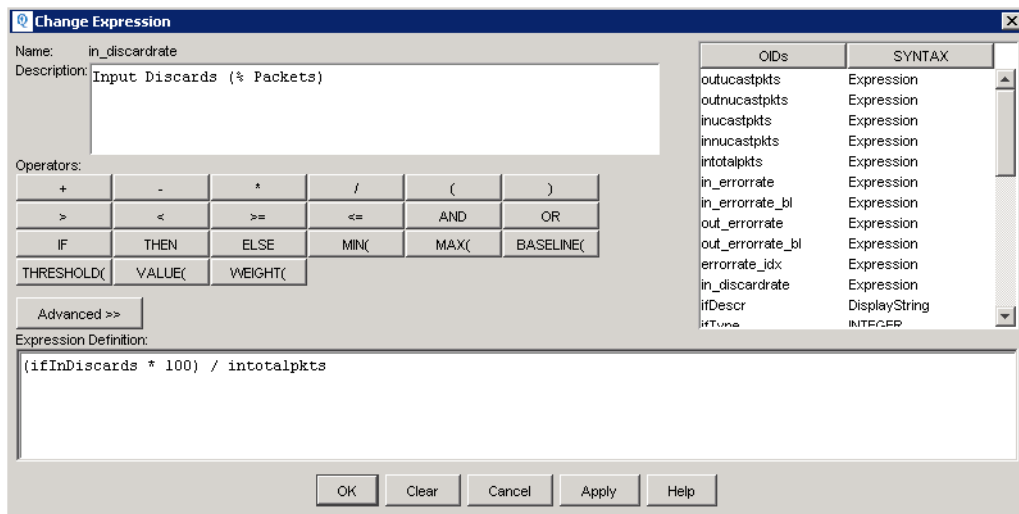 Change Expression
Name: in_discardrate
Description: Input Discards (% Packets)
Operators:
+ - * / ( )
> < >= <= AND OR
IF THEN ELSE MIN( MAX( BASELINE(
THRESHOLD( VALUE( WEIGHT(
Advanced >>
OIDs SYNTAX
outucastpkts Expression
outnucastpkts Expression
inucastpkts Expression
innucastpkts Expression
intotalpkts Expression
in_errorrate Expression
in_errorrate_bl Expression
out_errorrate Expression
out_errorrate_bl Expression
errorrate_idx Expression
in_discardrate Expression
ifDescr DisplayString
ifType INTEGER
Expression Definition:
(ifInDiscards * 100) / intotalpkts
OK Clear Cancel Apply Help